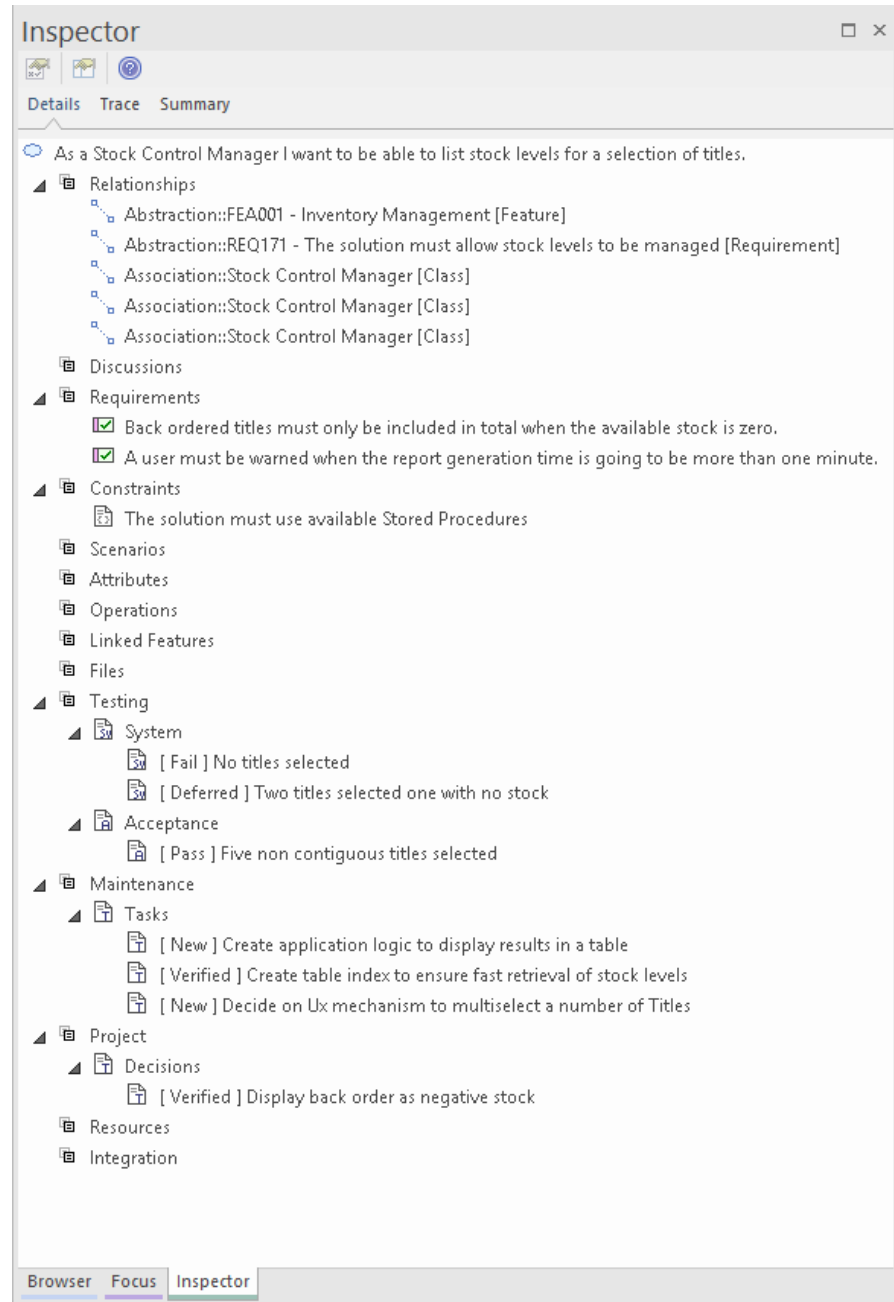 Inspector
Details Trace Summary
As a Stock Control Manager I want to be able to list stock levels for a selection of titles.
Relationships
Abstraction::FEA001 - Inventory Management [Feature]
Abstraction::REQ171 - The solution must allow stock levels to be managed [Requirement]
Association::Stock Control Manager [Class]
Association::Stock Control Manager [Class]
Association::Stock Control Manager [Class]
Discussions
Requirements
Back ordered titles must only be included in total when the available stock is zero.
A user must be warned when the report generation time is going to be more than one minute.
Constraints
The solution must use available Stored Procedures
Scenarios
Attributes
Operations
Linked Features
Files
Testing
System
[ Fail ] No titles selected
[ Deferred ] Two titles selected one with no stock
Acceptance
[ Pass ] Five non contiguous titles selected
Maintenance
Tasks
[ New ] Create application logic to display results in a table
[ Verified ] Create table index to ensure fast retrieval of stock levels
[ New ] Decide on Ux mechanism to multiselect a number of Titles
Project
Decisions
[ Verified ] Display back order as negative stock
Resources
Integration
Browser Focus Inspector